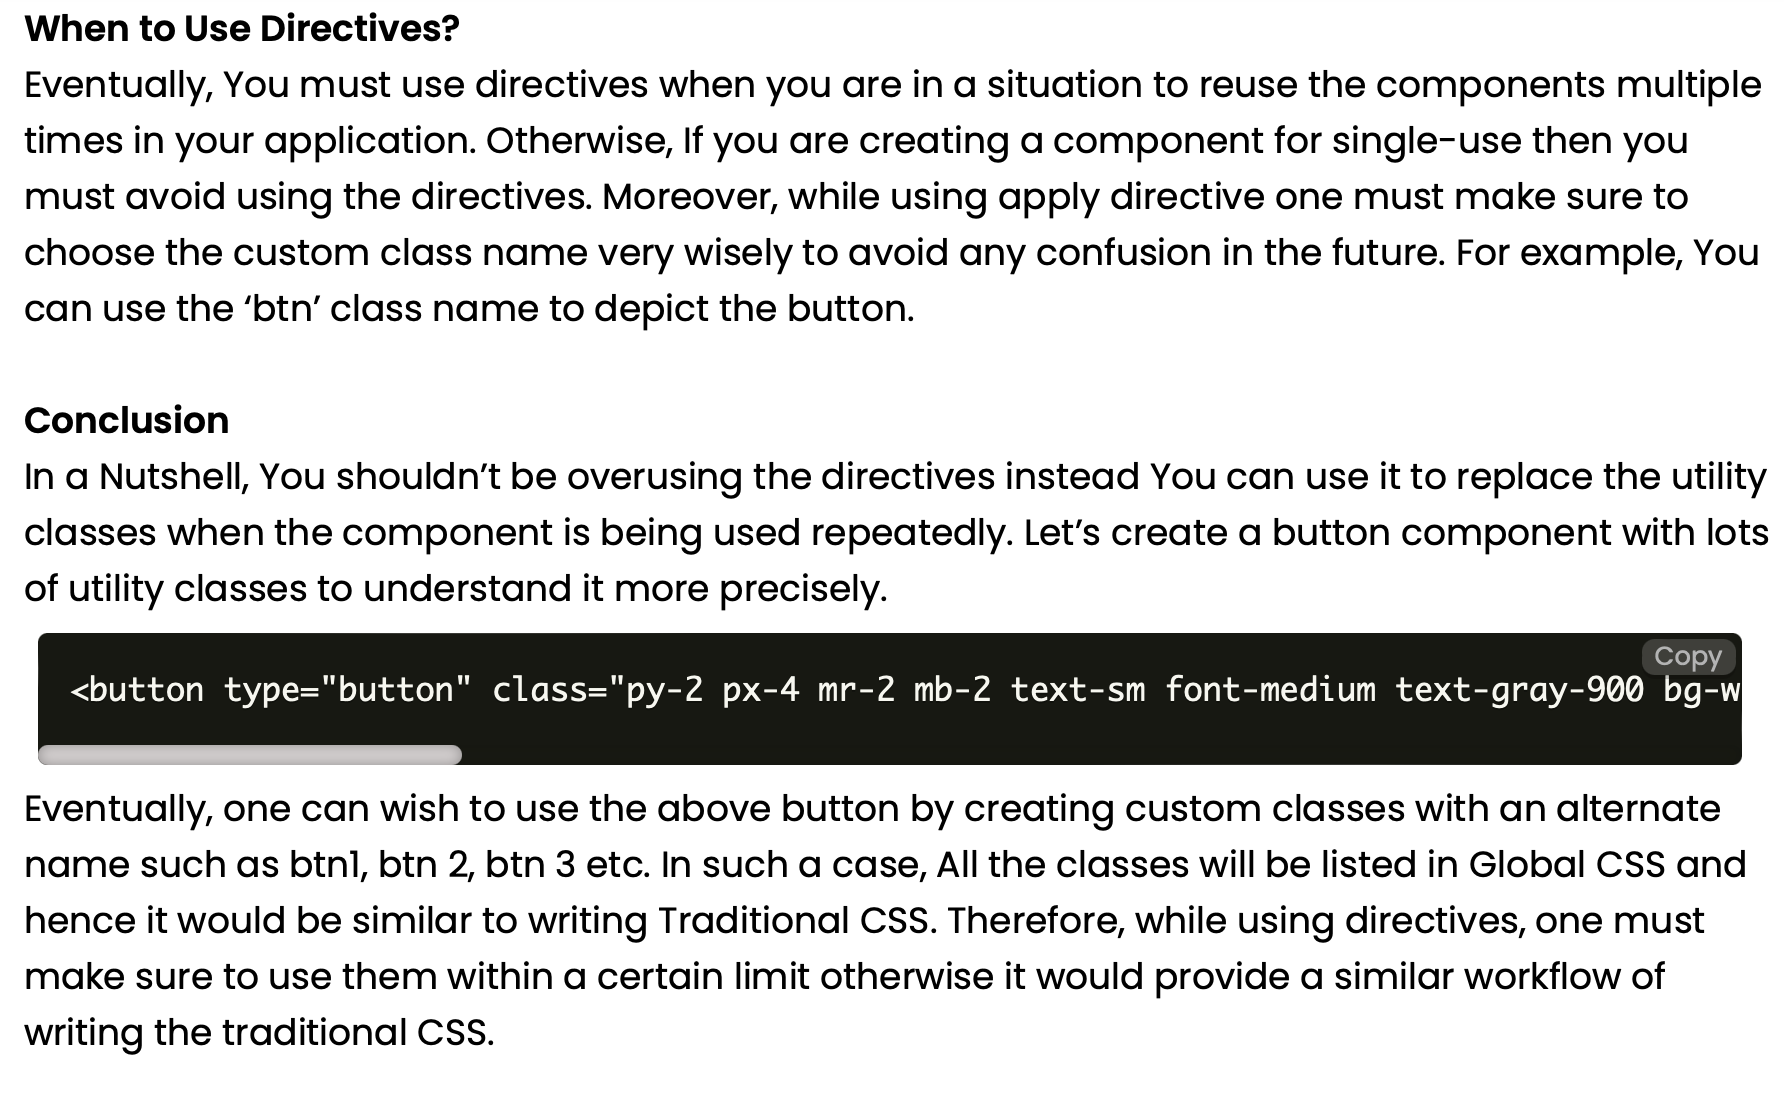 When to Use Directives?
Eventually, You must use directives when you are in a situation to reuse the components multiple
times in your application. Otherwise, If you are creating a component for single-use then you
must avoid using the directives. Moreover, while using apply directive one must make sure to
choose the custom class name very wisely to avoid any confusion in the future. For example, You
can use the ‘btn’ class name to depict the button.
Conclusion
In a Nutshell, You shouldn’t be overusing the directives instead You can use it to replace the utility
classes when the component is being used repeatedly. Let’s create a button component with lots
of utility classes to understand it more precisely.
Copy
<button type="button" class="py-2 px-4 mr-2 mb-2 text-sm font-medium text-gray-900 bg-w
Eventually, one can wish to use the above button by creating custom classes with an alternate
name such as btn1, btn 2, btn 3 etc. In such a case, All the classes will be listed in Global CSS and
hence it would be similar to writing Traditional CSS. Therefore, while using directives, one must
make sure to use them within a certain limit otherwise it would provide a similar workflow of
writing the traditional CSS.